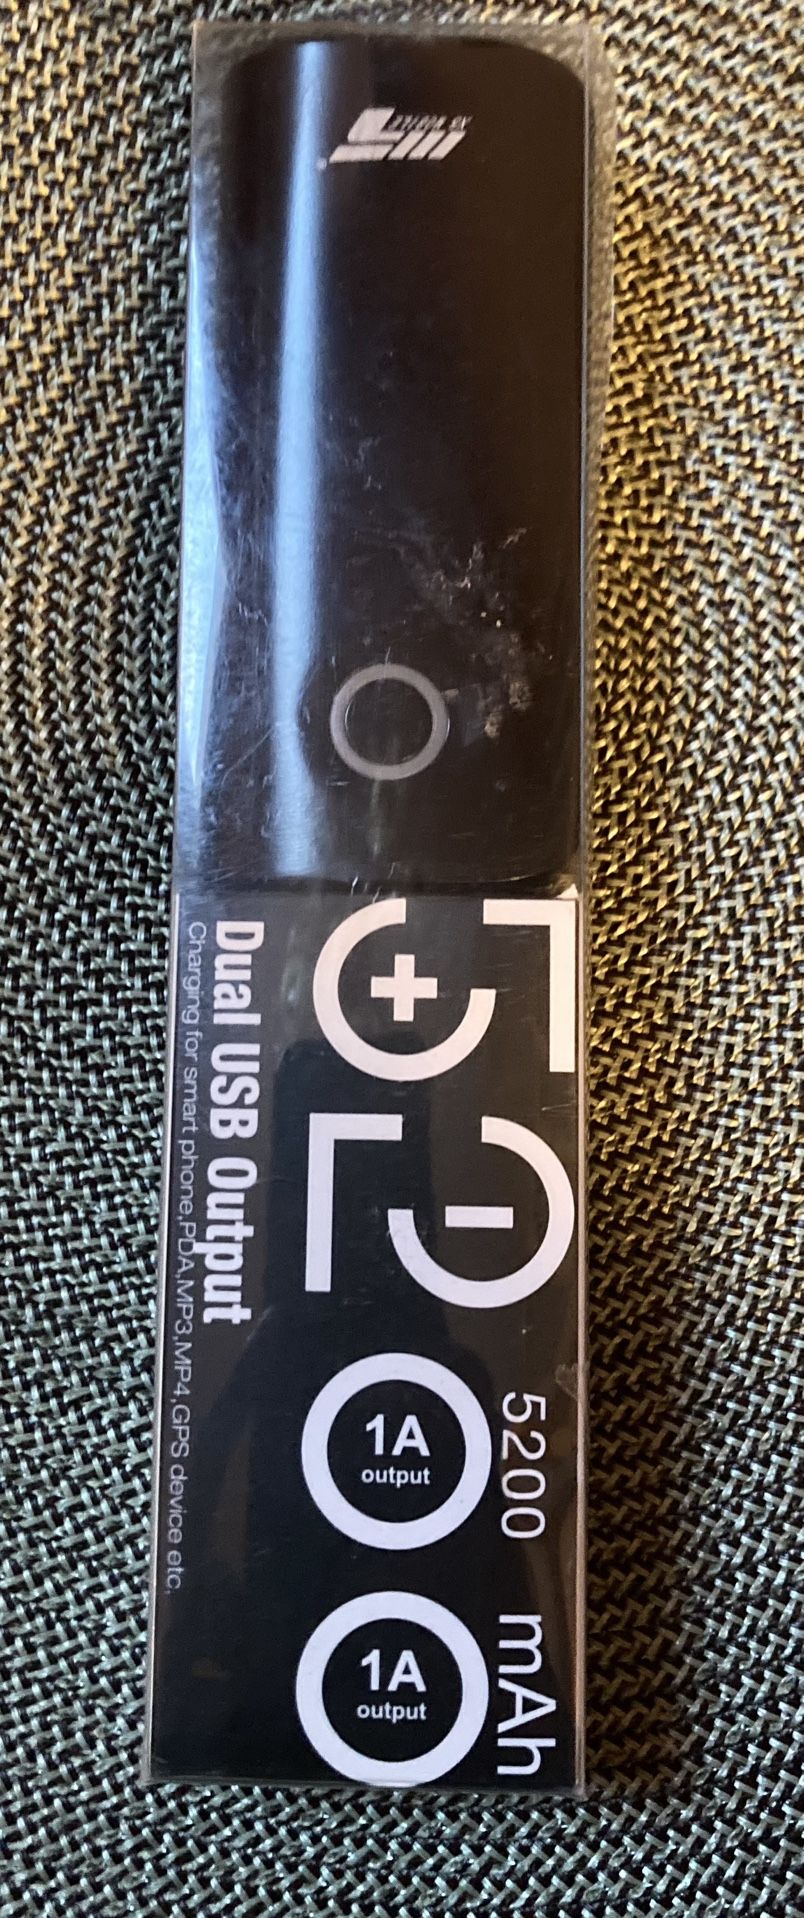 5200
5200 mAh
1A
output
1A
output
Dual USB Output
Charging for smart phone,PDA,MP3,MP4,GPS device etc,